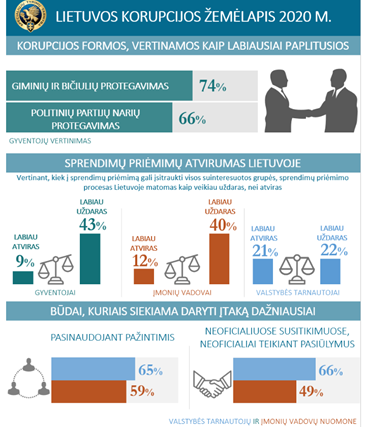 LIETUVOS KORUPCIJOS ŽEMĖLAPIS 2020 M.
KORUPCIJOS FORMOS, VERTINAMOS KAIP LABIAUSIAI PAPLITUSIOS
GIMINIŲ IR BIČIULIŲ PROTEGAVIMAS
74%
POLITINIŲ PARTIJŲ NARIŲ
PROTEGAVIMAS
66%
GYVENTOJŲ VERTINIMAS
SPRENDIMŲ PRIĖMIMŲ ATVIRUMAS LIETUVOJE
Vertinant, kiek į sprendimų priėmimą gali įsitraukti visos suinteresuotos grupės, sprendimų priėmimo
procesas Lietuvoje matomas kaip veikiau uždaras, nei atviras
LABIAU
ATVIRAS
9%
LABIAU
UŽDARAS
43%
GYVENTOJAI
LABIAU
ATVIRAS
12%
LABIAU
UŽDARAS
40%
ĮMONIŲ VADOVAI
LABIAU
ATVIRAS
21%
LABIAU
UŽDARAS
22%
VALSTYBĖS TARNAUTOJAI
BŪDAI, KURIAIS SIEKIAMA DARYTI ĮTAKĄ DAŽNIAUSIAI
PASINAUDOJANT PAŽINTIMIS
65%
59%
NEOFICIALIUOSE SUSITIKIMUOSE,
NEOFICIALIAI TEIKIANT PASIŪLYMUS
66%
49%
VALSTYBĖS TARNAUTOJŲ IR ĮMONIŲ VADOVŲ NUOMONĖ